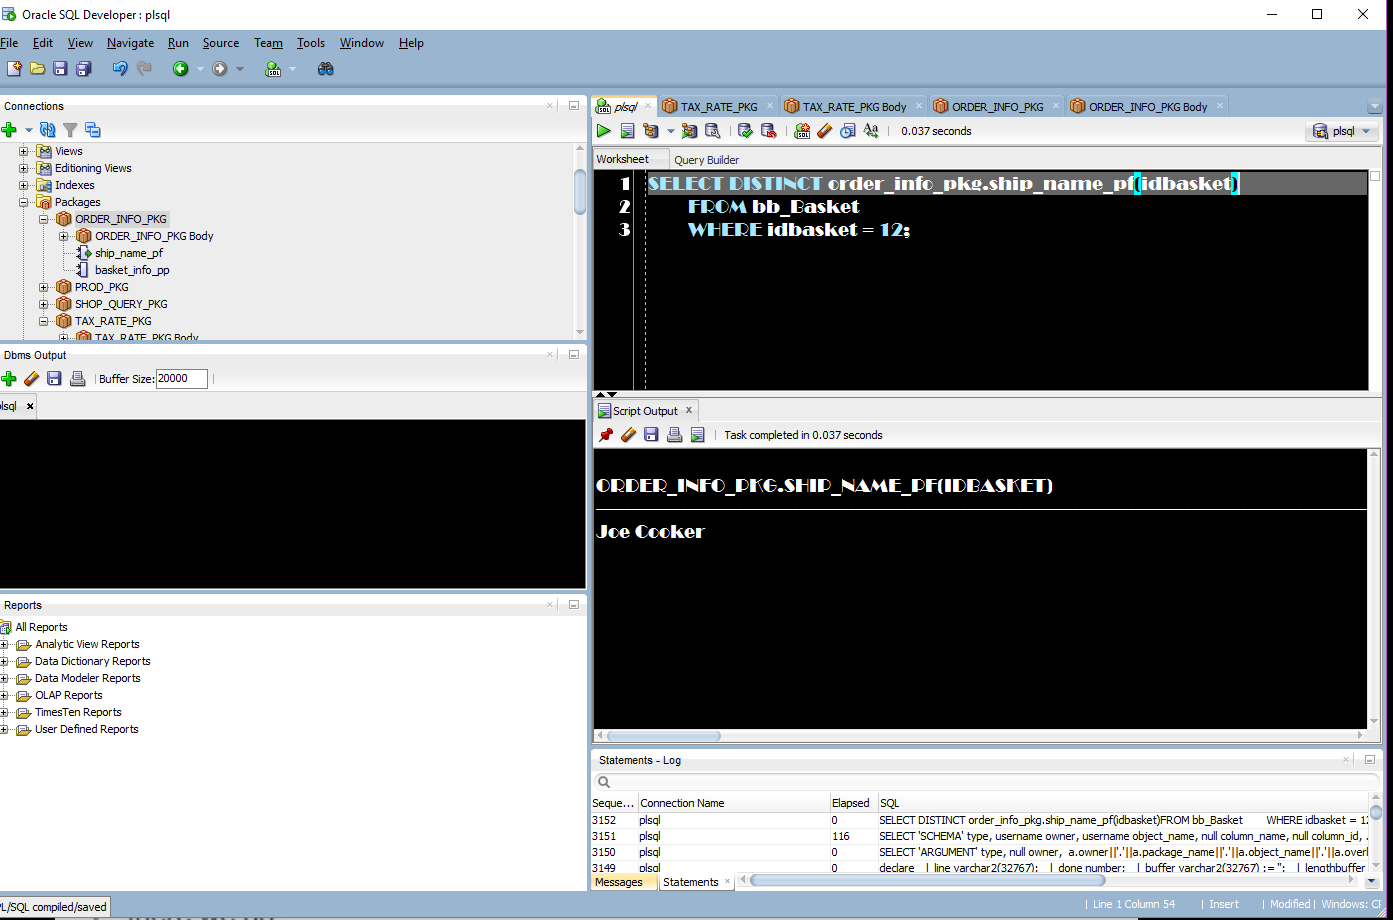 Oracle SQL Developer : plsql
File Edit View Navigate Run Source Team Tools Window Help
Connections
Views
Editioning Views
Indexes
Packages
ORDER_INFO_PKG
ORDER_INFO_PKG Body
ship_name_pf
basket_info_pp
PROD_PKG
SHOP_QUERY_PKG
TAX_RATE_PKG
TAX_RATE_PKG Body
Dbms Output
Buffer Size: 20000
plsql
Reports
All Reports
Analytic View Reports
Data Dictionary Reports
Data Modeler Reports
OLAP Reports
TimesTen Reports
User Defined Reports
plsql TAX_RATE_PKG TAX_RATE_PKG Body ORDER_INFO_PKG ORDER_INFO_PKG Body
0.037 seconds plsql
Worksheet Query Builder
1 SELECT DISTINCT order_info_pkg.ship_name_pf(idbasket)
2 FROM bb_Basket
3 WHERE idbasket = 12;
Script Output
Task completed in 0.037 seconds
ORDER_INFO_PKG.SHIP_NAME_PF(IDBASKET)
Joe Cooker
Statements - Log
Seque... Connection Name Elapsed SQL
3152 plsql 0 SELECT DISTINCT order_info_pkg.ship_name_pf(idbasket)FROM bb_Basket WHERE idbasket = 12
3151 plsql 116 SELECT 'SCHEMA' type, username owner, username object_name, null column_name, null column_id, .
3150 plsql 0 SELECT 'ARGUMENT' type, null owner, a.owner||'.'||a.package_name||'.'||a.object_name||'.'||a.overl
3149 plsql 0 declare l_line varchar2(32767); l_done number; l_buffer varchar2(32767) := ''; l_lengthbuffer
Messages Statements
PL/SQL compiled/saved
Line 1 Column 54 Insert Modified Windows: CR